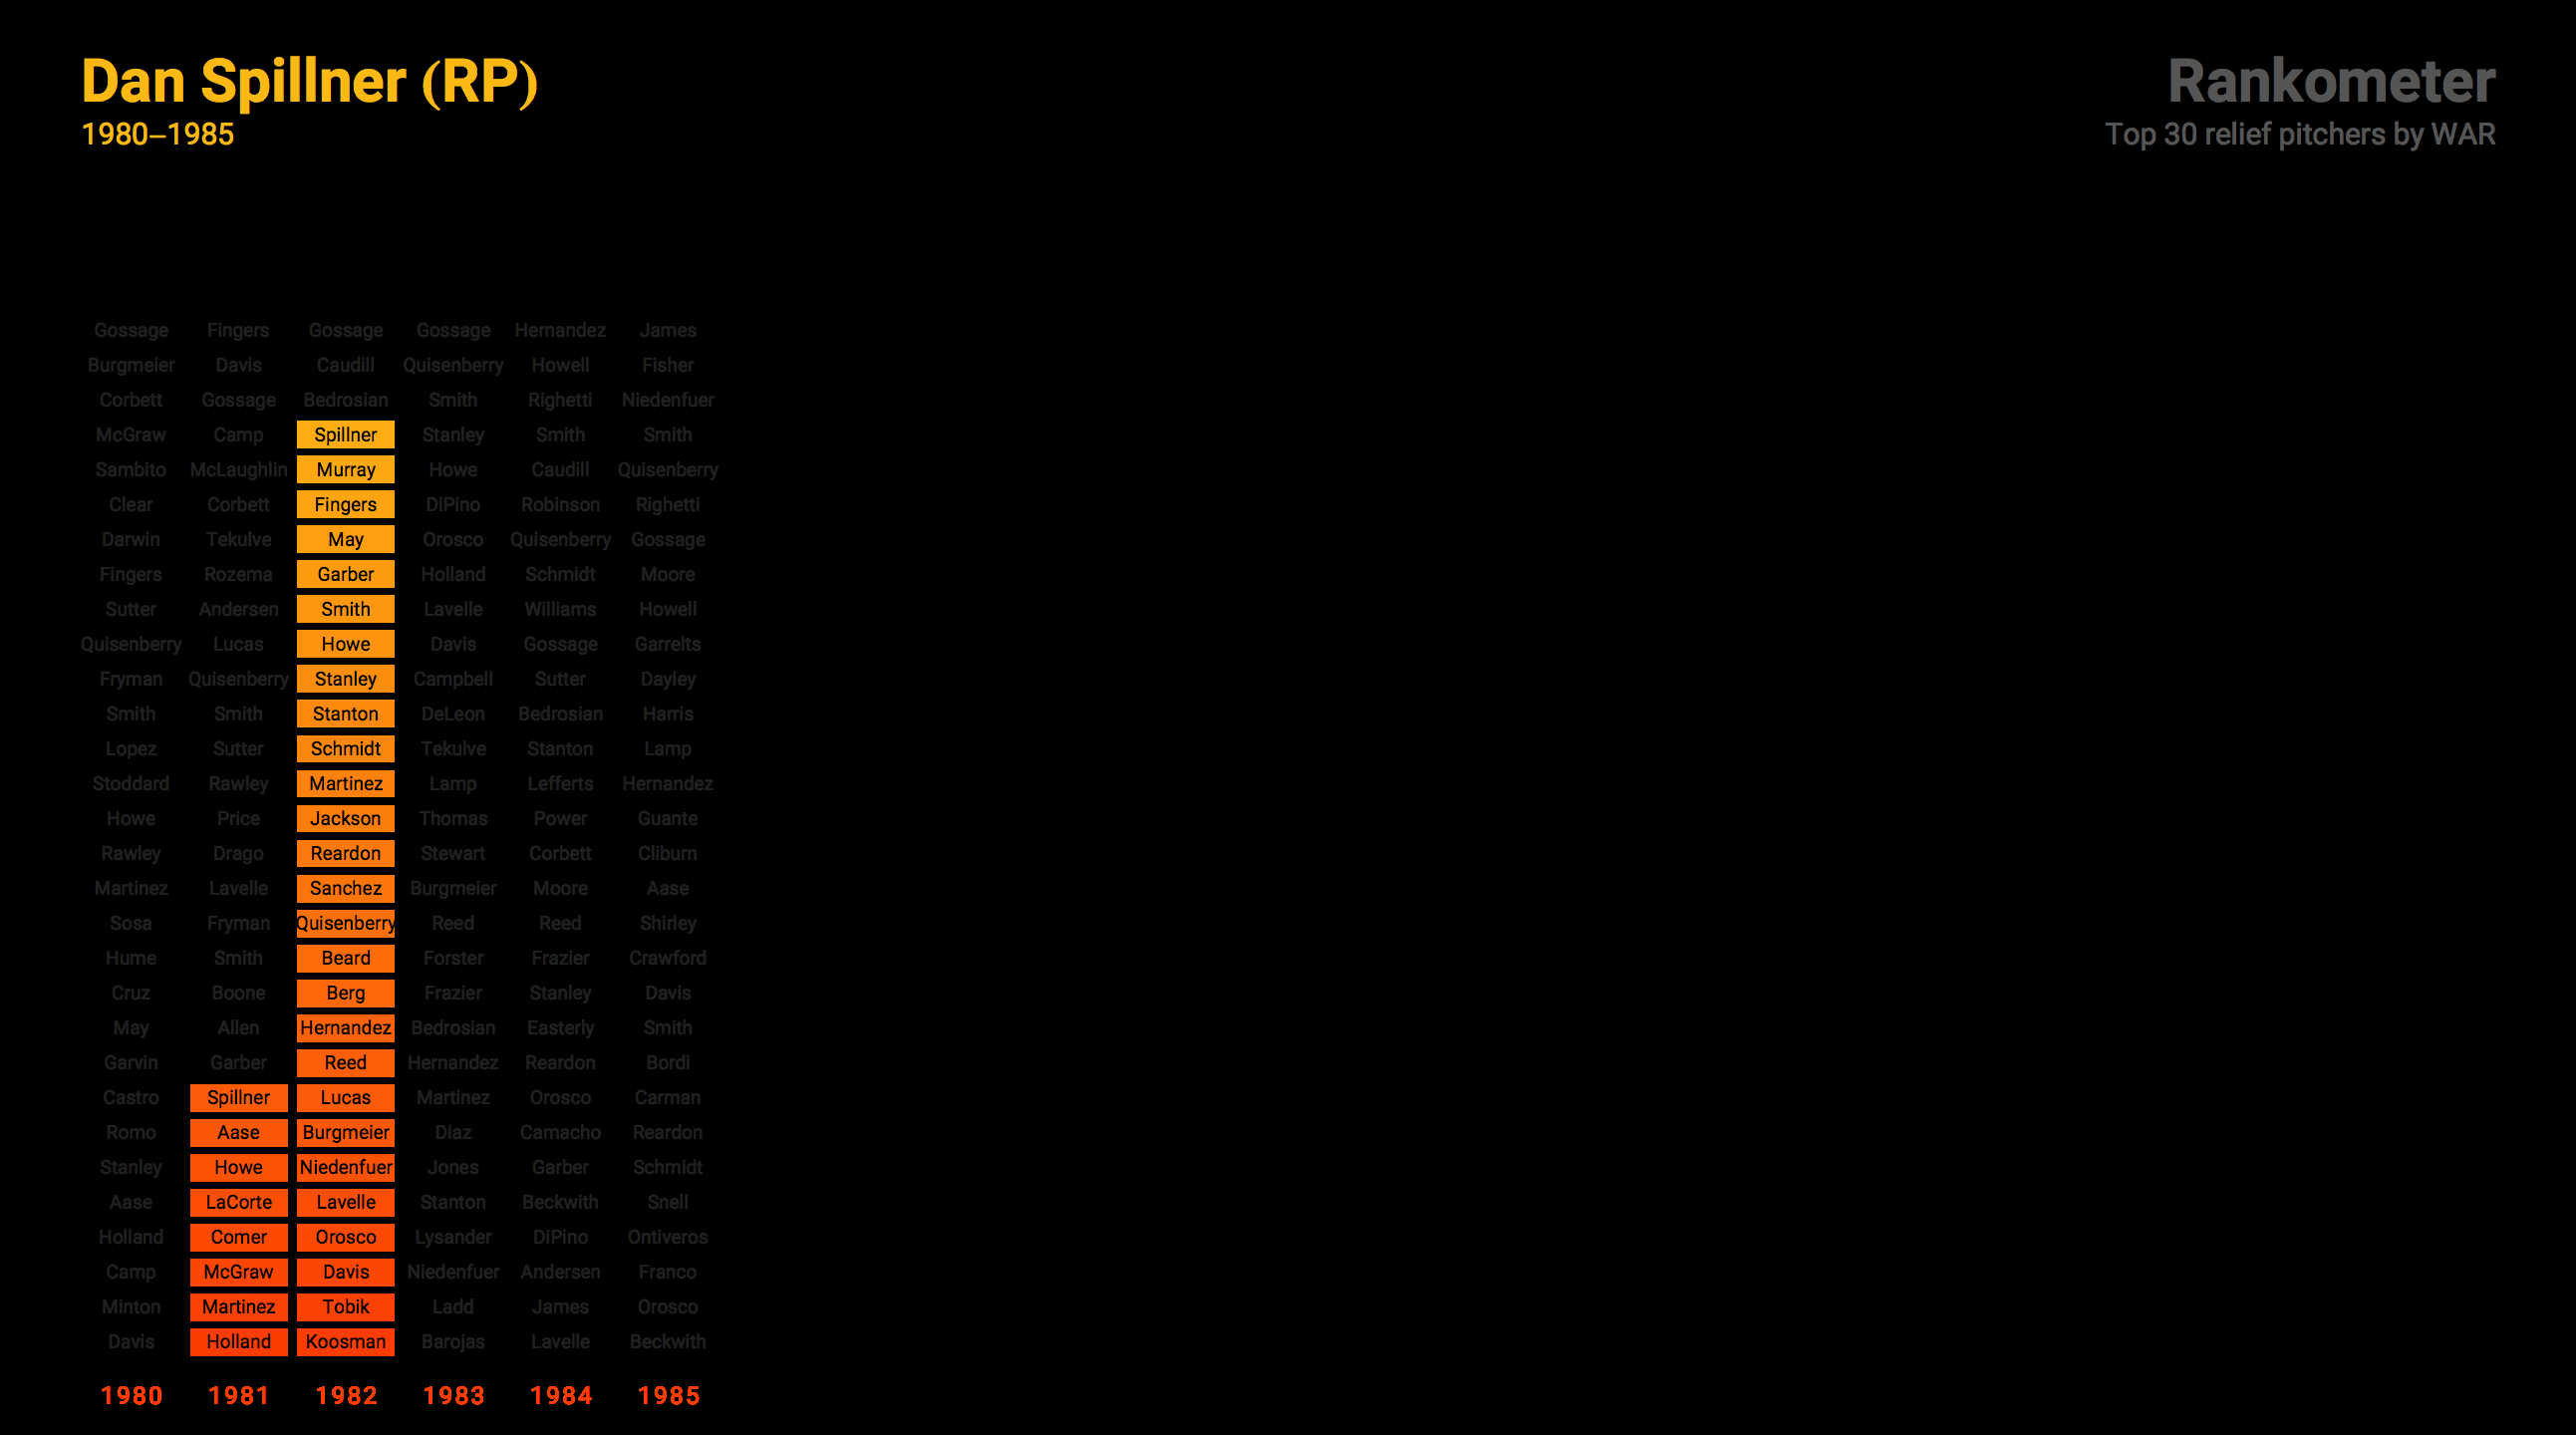 Dan Spillner (RP)
1980–1985
Rankometer
Top 30 relief pitchers by WAR
Gossage Fingers Gossage Gossage Hernandez James
Burgmeier Davis Caudill Quisenberry Howell Fisher
Corbett Gossage Bedrosian Smith Righetti Niedenfuer
McGraw Camp Spillner Stanley Smith Smith
Sambito McLaughlin Murray Howe Caudill Quisenberry
Clear Corbett Fingers DiPino Robinson Righetti
Darwin Tekulve May Orosco Quisenberry Gossage
Fingers Rozema Garber Holland Schmidt Moore
Sutter Andersen Smith Lavelle Williams Howell
Quisenberry Lucas Howe Davis Gossage Garrelts
Fryman Quisenberry Stanley Campbell Sutter Dayley
Smith Smith Stanton DeLeon Bedrosian Harris
Lopez Sutter Schmidt Tekulve Stanton Lamp
Stoddard Rawley Martinez Lamp Lefferts Hernandez
Howe Price Jackson Thomas Power Guante
Rawley Drago Reardon Stewart Corbett Cliburn
Martinez Lavelle Sanchez Burgmeier Moore Aase
Sosa Fryman Quisenberry Reed Reed Shirley
Hume Smith Beard Forster Frazier Crawford
Cruz Boone Berg Frazier Stanley Davis
May Allen Hernandez Bedrosian Easterly Smith
Garvin Garber Reed Hernandez Reardon Bordi
Castro Spillner Lucas Martinez Orosco Carman
Romo Aase Burgmeier Diaz Camacho Reardon
Stanley Howe Niedenfuer Jones Garber Schmidt
Aase LaCorte Lavelle Stanton Beckwith Snell
Holland Comer Orosco Lysander DiPino Ontiveros
Camp McGraw Davis Niedenfuer Andersen Franco
Minton Martinez Tobik Ladd James Orosco
Davis Holland Koosman Barojas Lavelle Beckwith
1980 1981 1982 1983 1984 1985